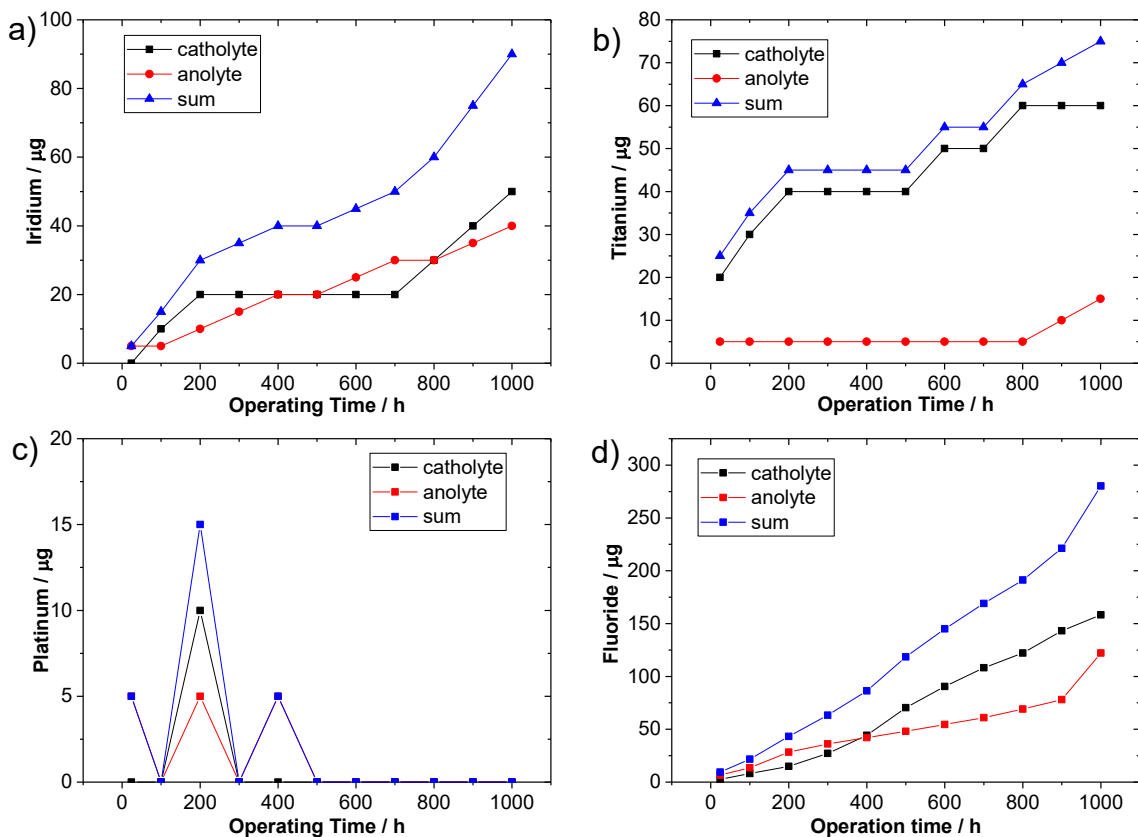 a)
catholyte
anolyte
sum
Iridium / µg
100
80
60
40
20
0
0 200 400 600 800 1000
Operating Time / h
b)
catholyte
anolyte
sum
Titanium / µg
80
70
60
50
40
30
20
10
0
0 200 400 600 800 1000
Operation Time / h
c)
catholyte
anolyte
sum
Platinum / µg
20
15
10
5
0
0 200 400 600 800 1000
Operating Time / h
d)
catholyte
anolyte
sum
Fluoride / µg
300
250
200
150
100
50
0
0 200 400 600 800 1000
Operation time / h